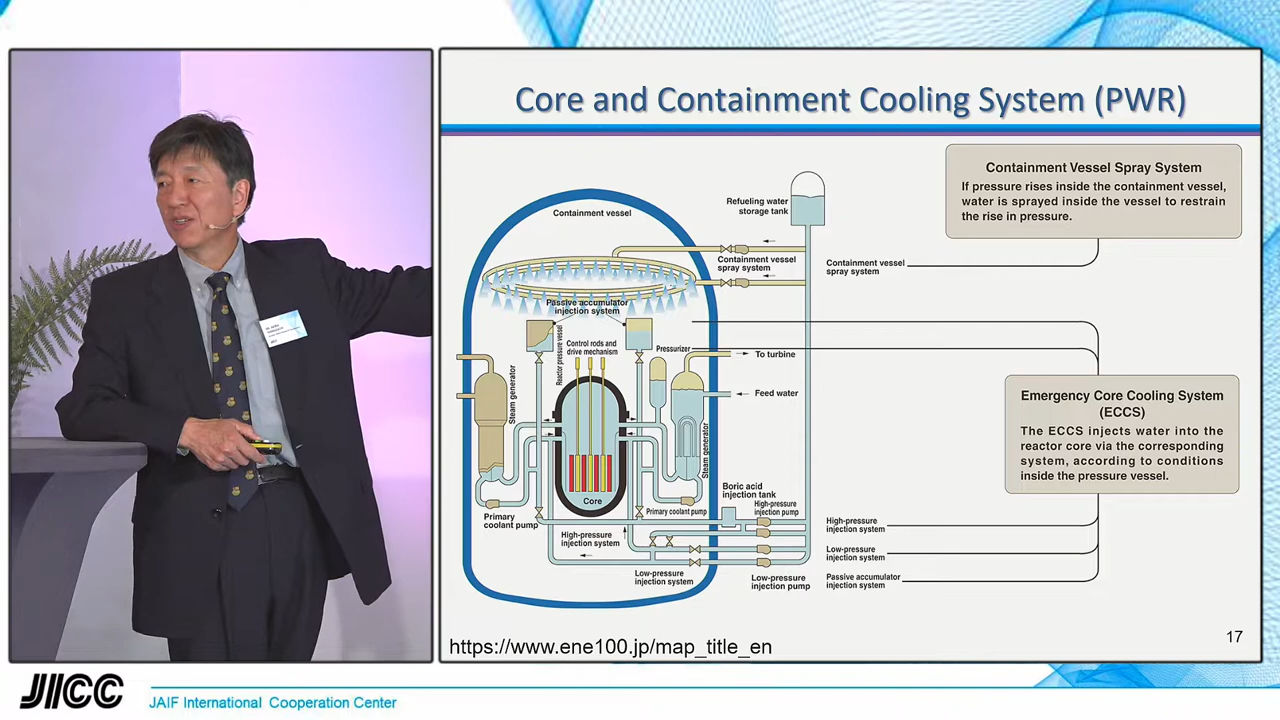 Core and Containment Cooling System (PWR)
Containment Vessel Spray System
If pressure rises inside the containment vessel,
water is sprayed inside the vessel to restrain
the rise in pressure.
Refueling water
storage tank
Containment vessel
Containment vessel
spray system
Containment vessel
spray system
Passive accumulator
injection system
Reactor pressure vessel
Control rods and
drive mechanism
Pressurizer
To turbine
Feed water
Steam generator
Steam generator
Core
Primary
coolant pump
Primary coolant pump
Boric acid
injection tank
High-pressure
injection pump
High-pressure
injection system
Low-pressure
injection system
Low-pressure
injection pump
High-pressure
injection system
Low-pressure
injection system
Passive accumulator
injection system
Emergency Core Cooling System
(ECCS)
The ECCS injects water into the
reactor core via the corresponding
system, according to conditions
inside the pressure vessel.
https://www.ene100.jp/map_title_en
17
JICC
JAIF International Cooperation Center